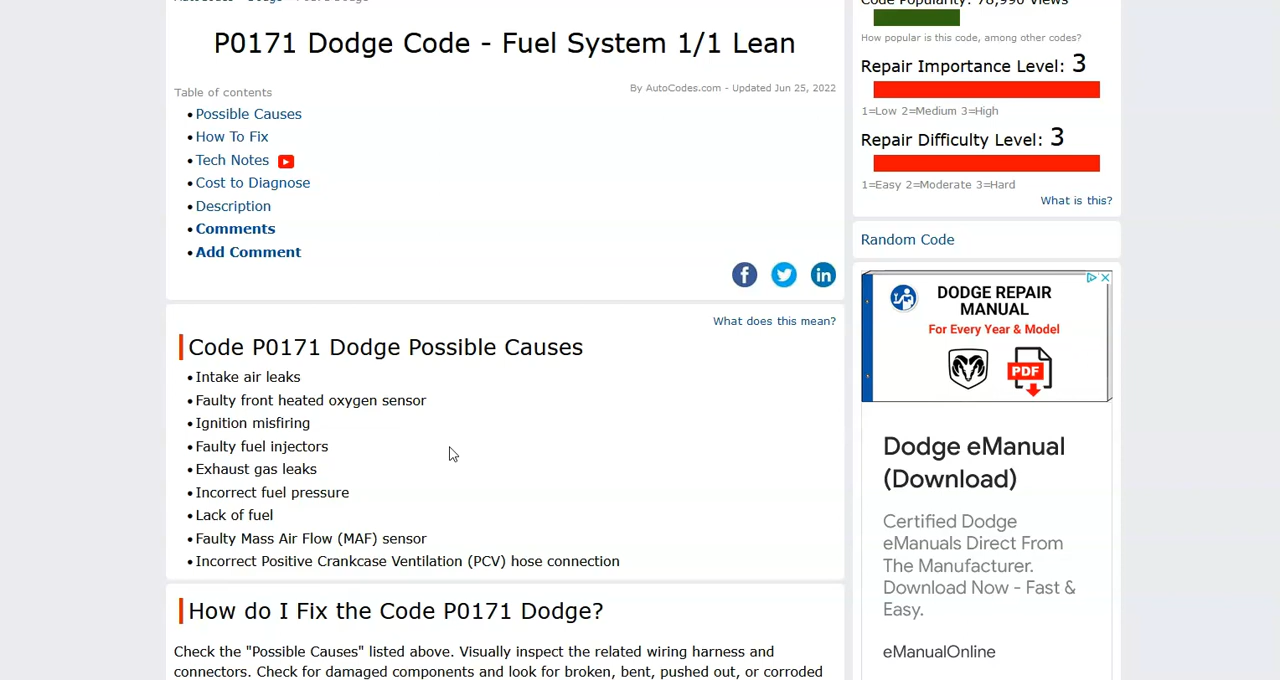 P0171 Dodge Code - Fuel System 1/1 Lean
Table of contents
By AutoCodes.com - Updated Jun 25, 2022
•Possible Causes
•How To Fix
•Tech Notes
•Cost to Diagnose
•Description
•Comments
•Add Comment
What does this mean?
Code P0171 Dodge Possible Causes
•Intake air leaks
•Faulty front heated oxygen sensor
•Ignition misfiring
•Faulty fuel injectors
•Exhaust gas leaks
•Incorrect fuel pressure
•Lack of fuel
•Faulty Mass Air Flow (MAF) sensor
•Incorrect Positive Crankcase Ventilation (PCV) hose connection
How do I Fix the Code P0171 Dodge?
Check the "Possible Causes" listed above. Visually inspect the related wiring harness and
connectors. Check for damaged components and look for broken, bent, pushed out, or corroded
How popular is this code, among other codes?
Repair Importance Level: 3
1=Low 2=Medium 3=High
Repair Difficulty Level: 3
1=Easy 2=Moderate 3=Hard
What is this?
Random Code
DODGE REPAIR
MANUAL
For Every Year & Model
PDF
Dodge eManual
(Download)
Certified Dodge
eManuals Direct From
The Manufacturer.
Download Now - Fast &
Easy.
eManualOnline